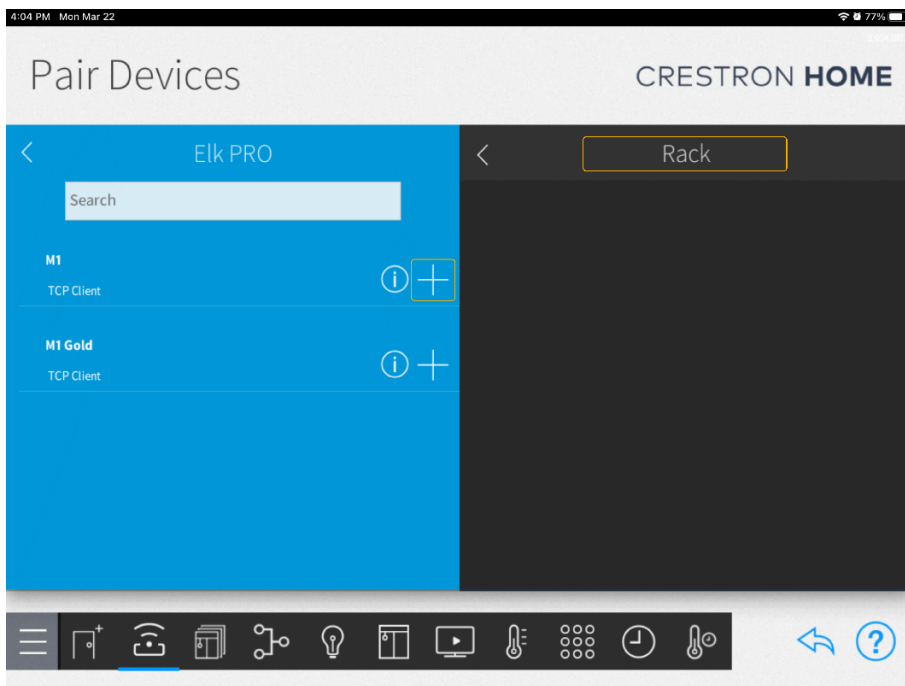 4:04 PM Mon Mar 22
77%
Pair Devices
CRESTRON HOME
Elk PRO
Rack
Search
M1
TCP Client
M1 Gold
TCP Client